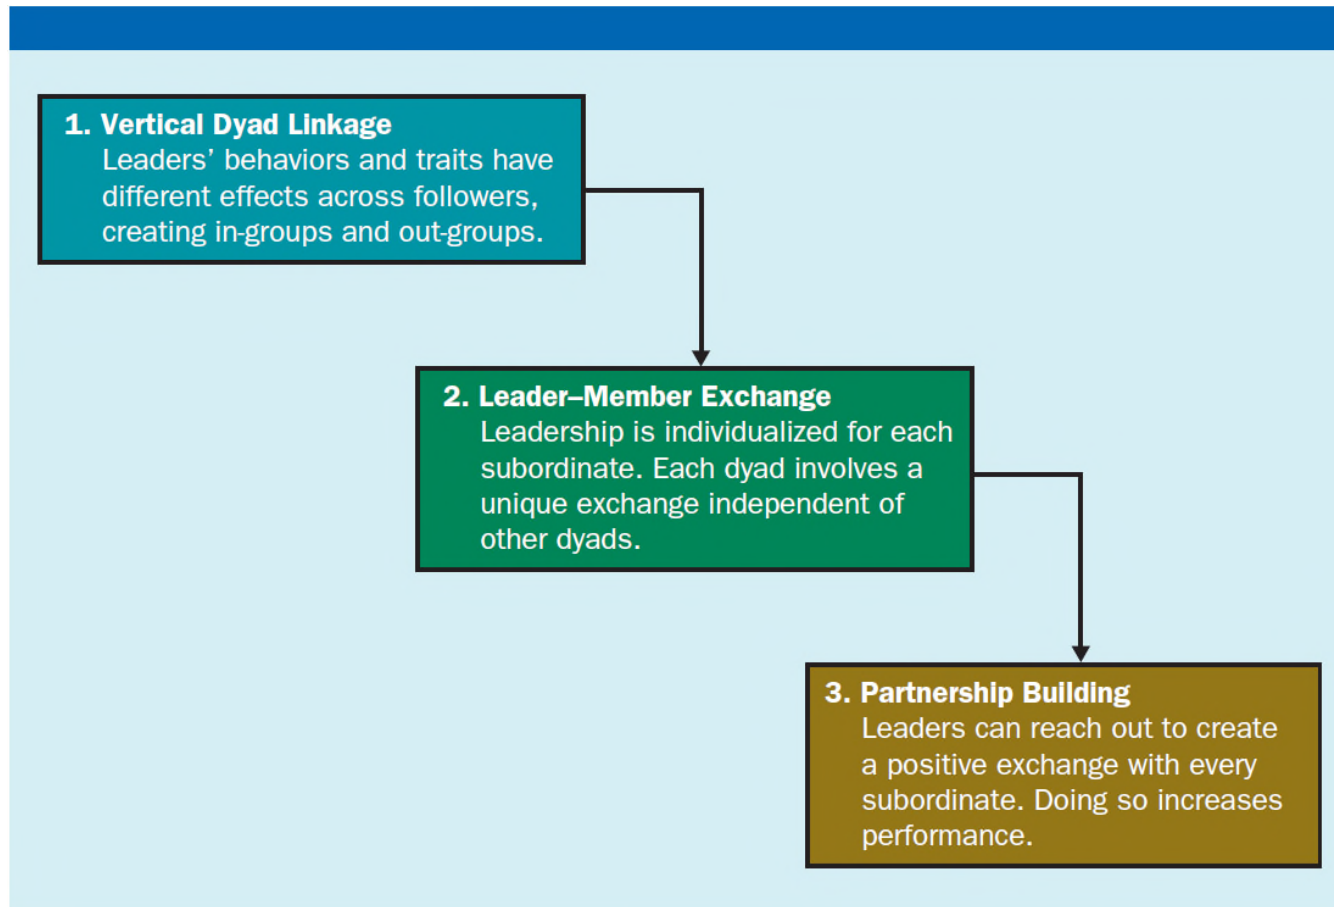 1. Vertical Dyad Linkage
Leaders’ behaviors and traits have
different effects across followers,
creating in-groups and out-groups.
2. Leader–Member Exchange
Leadership is individualized for each
subordinate. Each dyad involves a
unique exchange independent of
other dyads.
3. Partnership Building
Leaders can reach out to create
a positive exchange with every
subordinate. Doing so increases
performance.